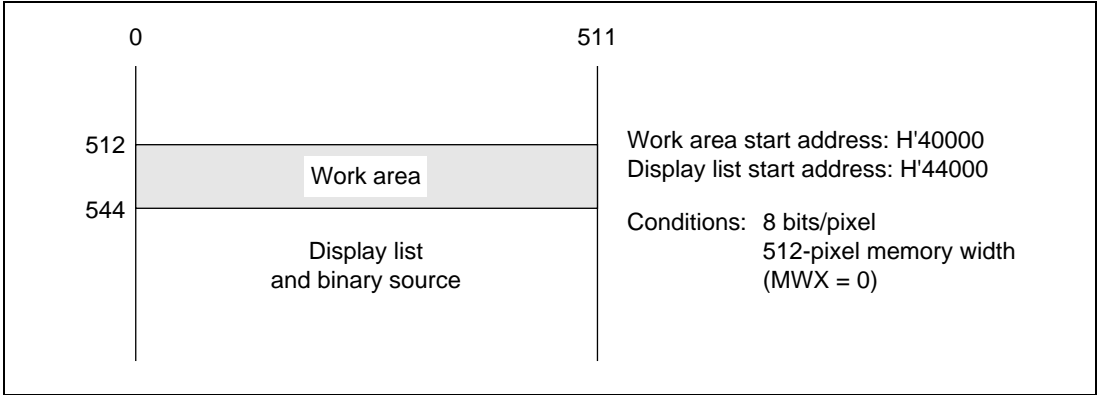 0
511
512
Work area
544
Display list
and binary source
Work area start address: H'40000
Display list start address: H'44000
Conditions: 8 bits/pixel
512-pixel memory width
(MWX = 0)